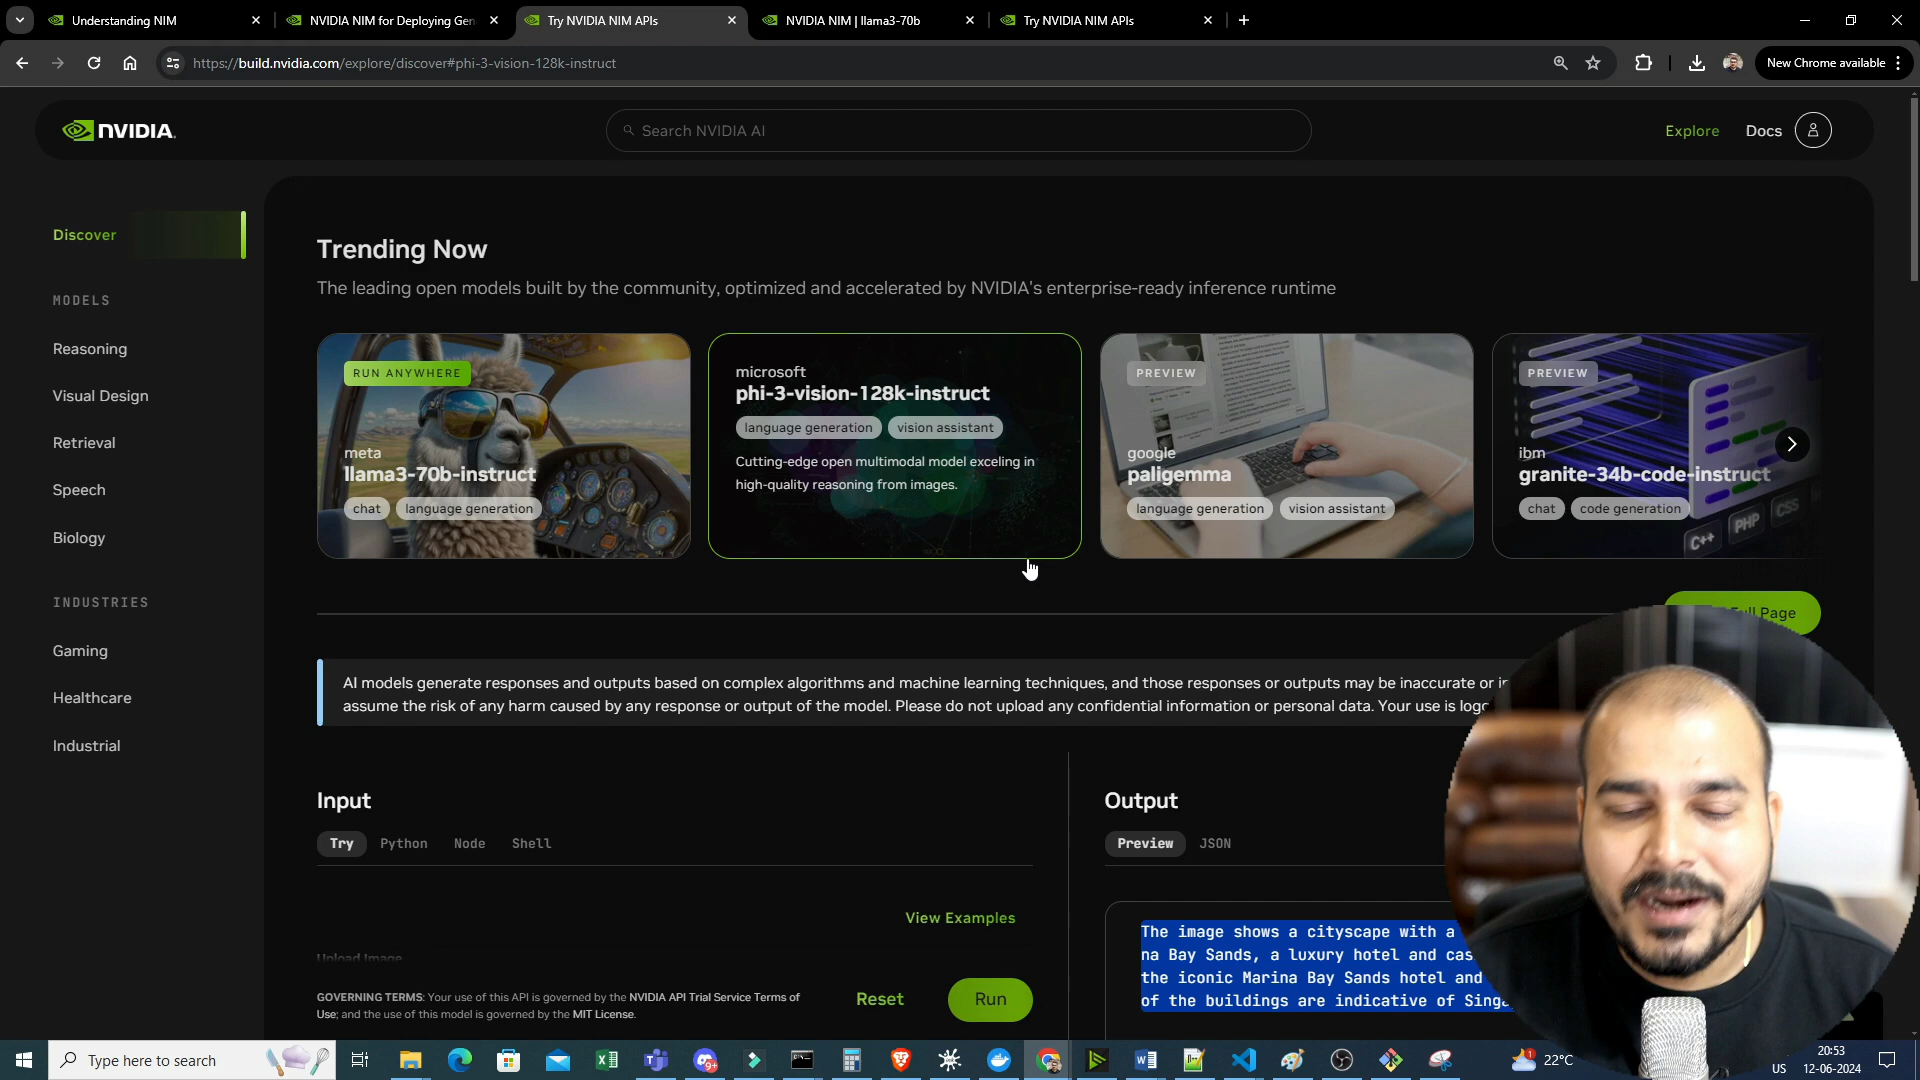 Understanding NIM
NVIDIA NIM for Deploying Gen
Try NVIDIA NIM APIs
NVIDIA NIM | llama3-70b
Try NVIDIA NIM APIs
https://build.nvidia.com/explore/discover#phi-3-vision-128k-instruct
New Chrome available
NVIDIA.
Search NVIDIA AI
Explore
Docs
Discover
MODELS
Reasoning
Visual Design
Retrieval
Speech
Biology
INDUSTRIES
Gaming
Healthcare
Industrial
Trending Now
The leading open models built by the community, optimized and accelerated by NVIDIA's enterprise-ready inference runtime
RUN ANYWHERE
meta
llama3-70b-instruct
chat
language generation
microsoft
phi-3-vision-128k-instruct
language generation
vision assistant
Cutting-edge open multimodal model exceling in
high-quality reasoning from images.
PREVIEW
google
paligemma
language generation
vision assistant
PREVIEW
ibm
granite-34b-code-instruct
chat
code generation
C++
PHP
CSS
Full Page
AI models generate responses and outputs based on complex algorithms and machine learning techniques, and those responses or outputs may be inaccurate or
assume the risk of any harm caused by any response or output of the model. Please do not upload any confidential information or personal data. Your use is
Input
Try
Python
Node
Shell
View Examples
Upload Image
GOVERNING TERMS: Your use of this API is governed by the NVIDIA API Trial Service Terms of
Use; and the use of this model is governed by the MIT License.
Reset
Run
Output
Preview
JSON
The image shows a cityscape with a
na Bay Sands, a luxury hotel and
the iconic Marina Bay Sands hotel and
of the buildings are indicative of
Type here to search
22°C
US
20:53
12-06-2024